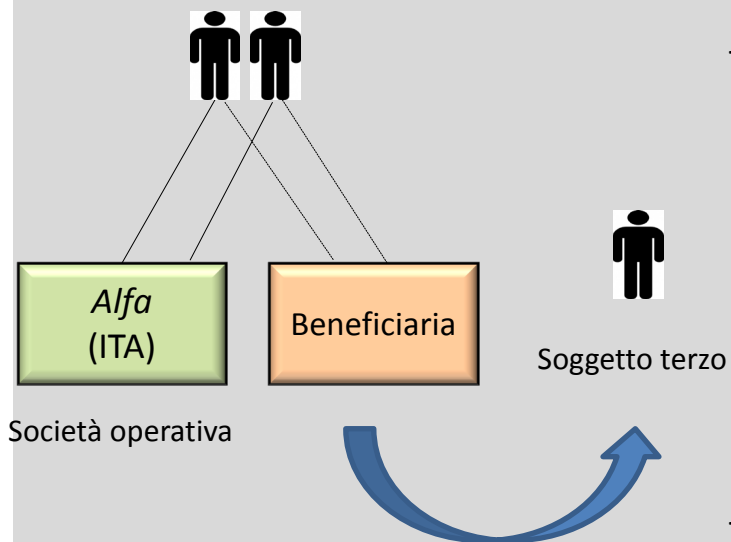 Alfa
(ITA)
Beneficiaria
Soggetto terzo
Società operativa